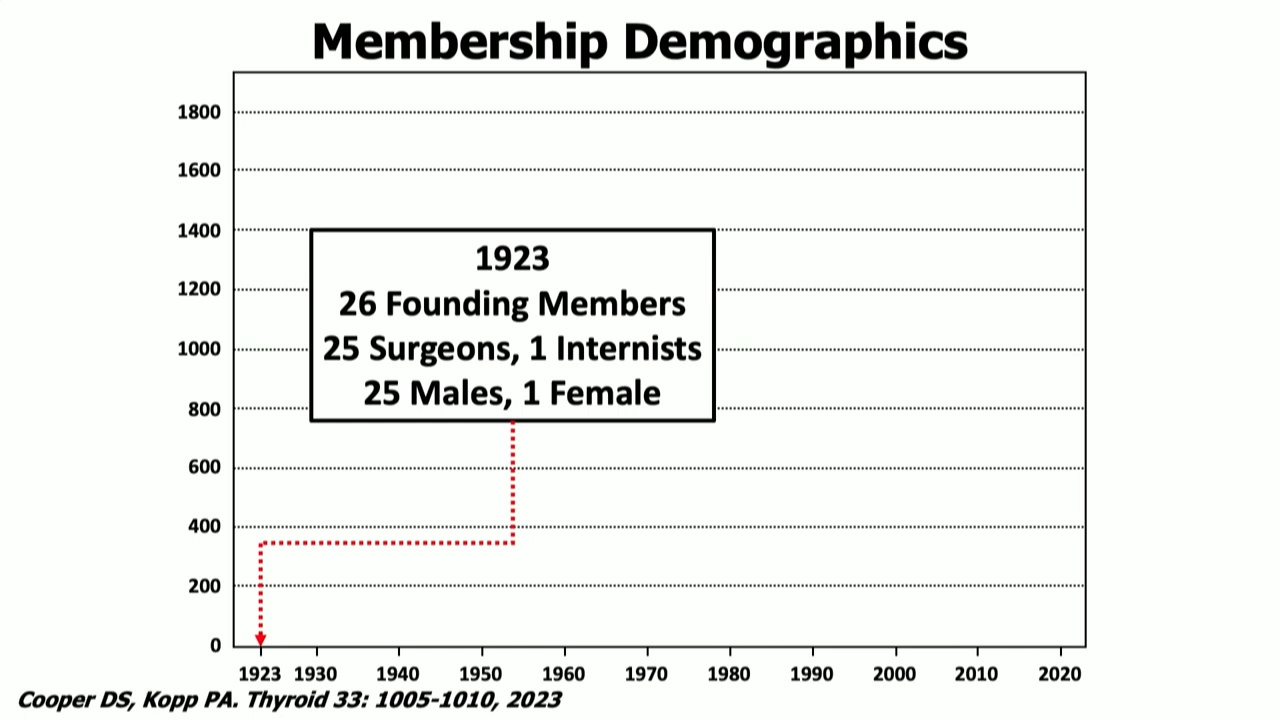 Membership Demographics
1800
1600
1400
1200
1000
800
600
400
200
0
1923
26 Founding Members
25 Surgeons, 1 Internists
25 Males, 1 Female
1923 1930 1940 1950 1960 1970 1980 1990 2000 2010 2020
Cooper DS, Kopp PA. Thyroid 33: 1005-1010, 2023